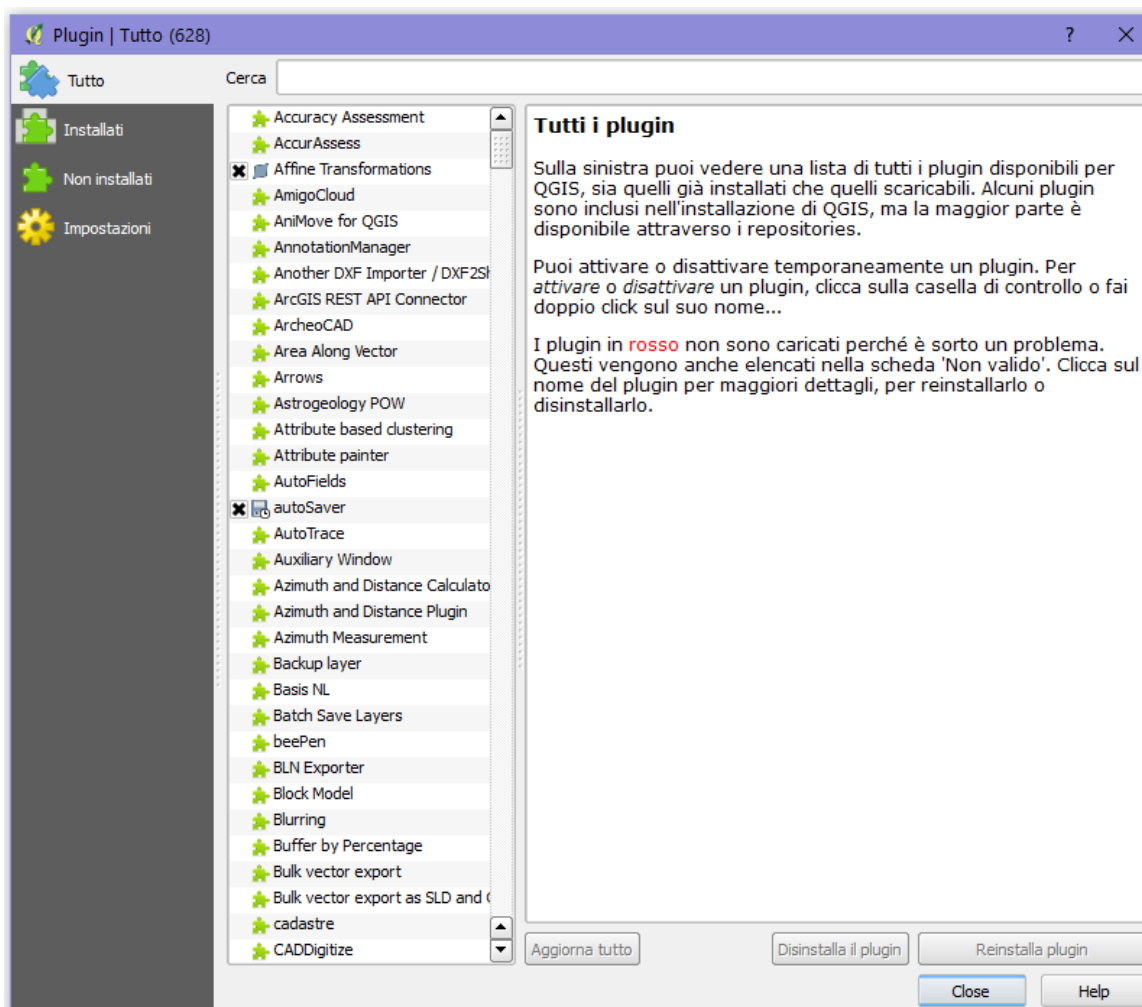 Plugin | Tutto (628)
?
Tutto
Installati
Non installati
Impostazioni
Cerca
Accuracy Assessment
AccurAssess
Affine Transformations
AmigoCloud
AniMove for QGIS
AnnotationManager
Another DXF Importer / DXF2Sh
ArcGIS REST API Connector
ArcheoCAD
Area Along Vector
Arrows
Astrogeology POW
Attribute based clustering
Attribute painter
AutoFields
autoSaver
AutoTrace
Auxiliary Window
Azimuth and Distance Calculato
Azimuth and Distance Plugin
Azimuth Measurement
Backup layer
Basis NL
Batch Save Layers
beePen
BLN Exporter
Block Model
Blurring
Buffer by Percentage
Bulk vector export
Bulk vector export as SLD and
cadastre
CADDigitize
Tutti i plugin
Sulla sinistra puoi vedere una lista di tutti i plugin disponibili per
QGIS, sia quelli già installati che quelli scaricabili. Alcuni plugin
sono inclusi nell'installazione di QGIS, ma la maggior parte è
disponibile attraverso i repositories.
Puoi attivare o disattivare temporaneamente un plugin. Per
attivare o disattivare un plugin, clicca sulla casella di controllo o fai
doppio click sul suo nome...
I plugin in rosso non sono caricati perché è sorto un problema.
Questi vengono anche elencati nella scheda 'Non valido'. Clicca sul
nome del plugin per maggiori dettagli, per reinstallarlo o
disinstallarlo.
Aggiorna tutto
Disinstalla il plugin
Reinstalla plugin
Close
Help